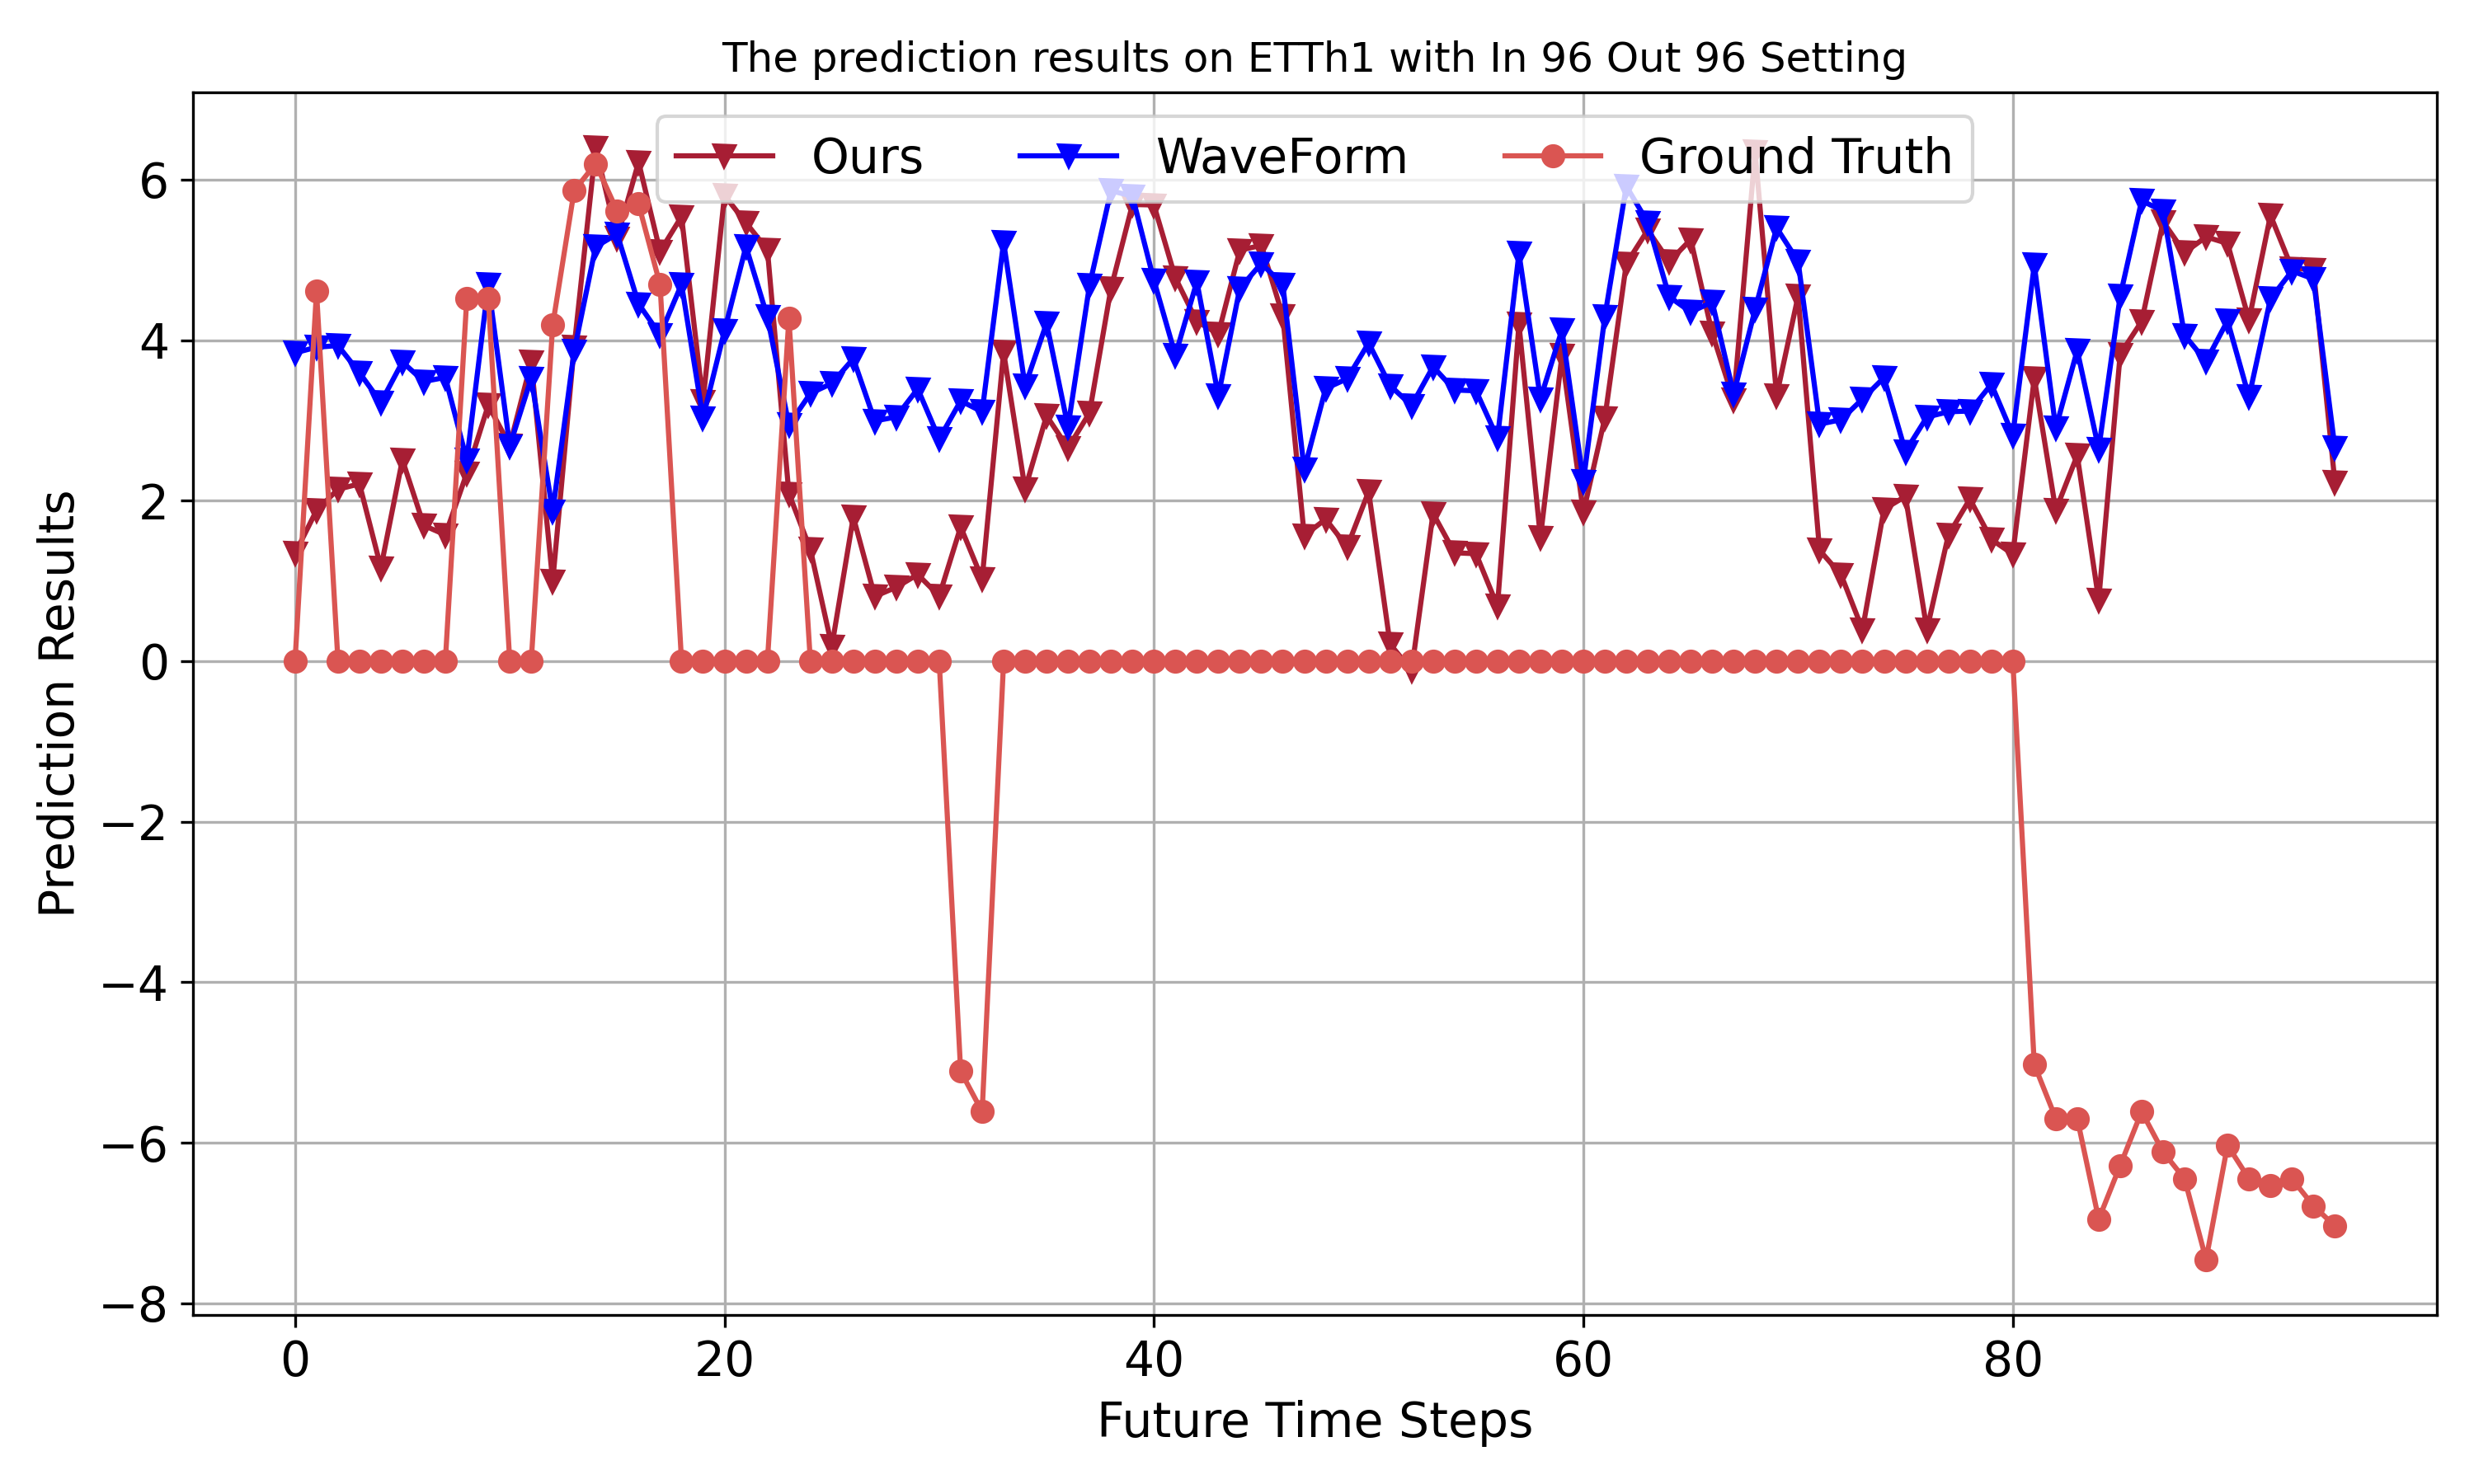 The prediction results on ETTh1 with In 96 Out 96 Setting
Ours WaveForm Ground Truth
Prediction Results
6
4
2
0
−2
−4
−6
−8
0 20 40 60 80
Future Time Steps